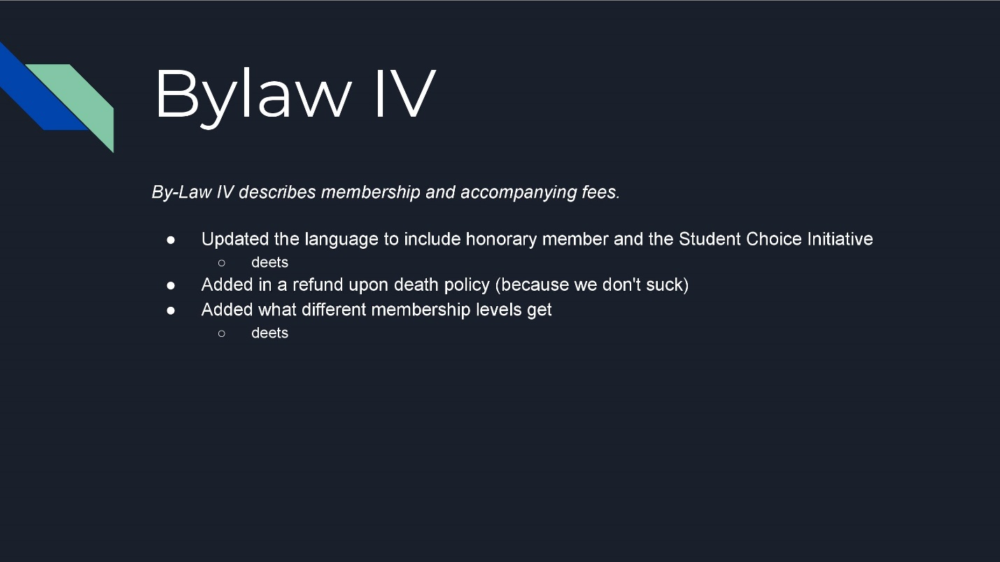 Bylaw IV
By-Law IV describes membership and accompanying fees.
● Updated the language to include honorary member and the Student Choice Initiative
○ deets
● Added in a refund upon death policy (because we don't suck)
● Added what different membership levels get
○ deets